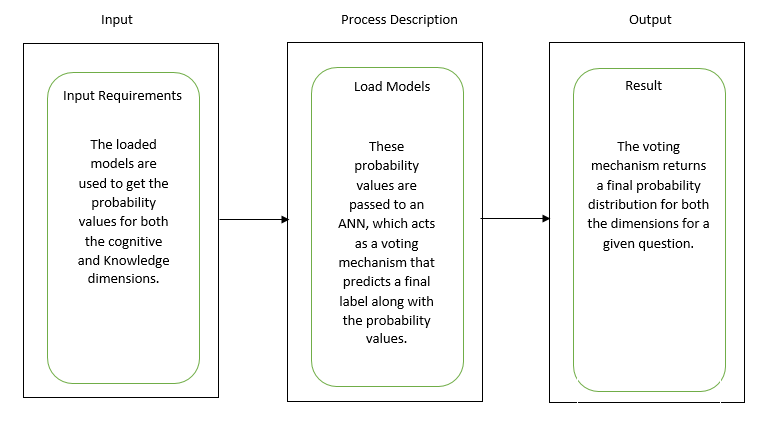 Input
Process Description
Output
Input Requirements
The loaded
models are
used to get the
probability
values for both
the cognitive
and Knowledge
dimensions.
Load Models
These
probability
values are
passed to an
ANN, which acts
as a voting
mechanism that
predicts a final
label along with
the probability
values.
Result
The voting
mechanism returns
a final probability
distribution for both
the dimensions for a
given question.